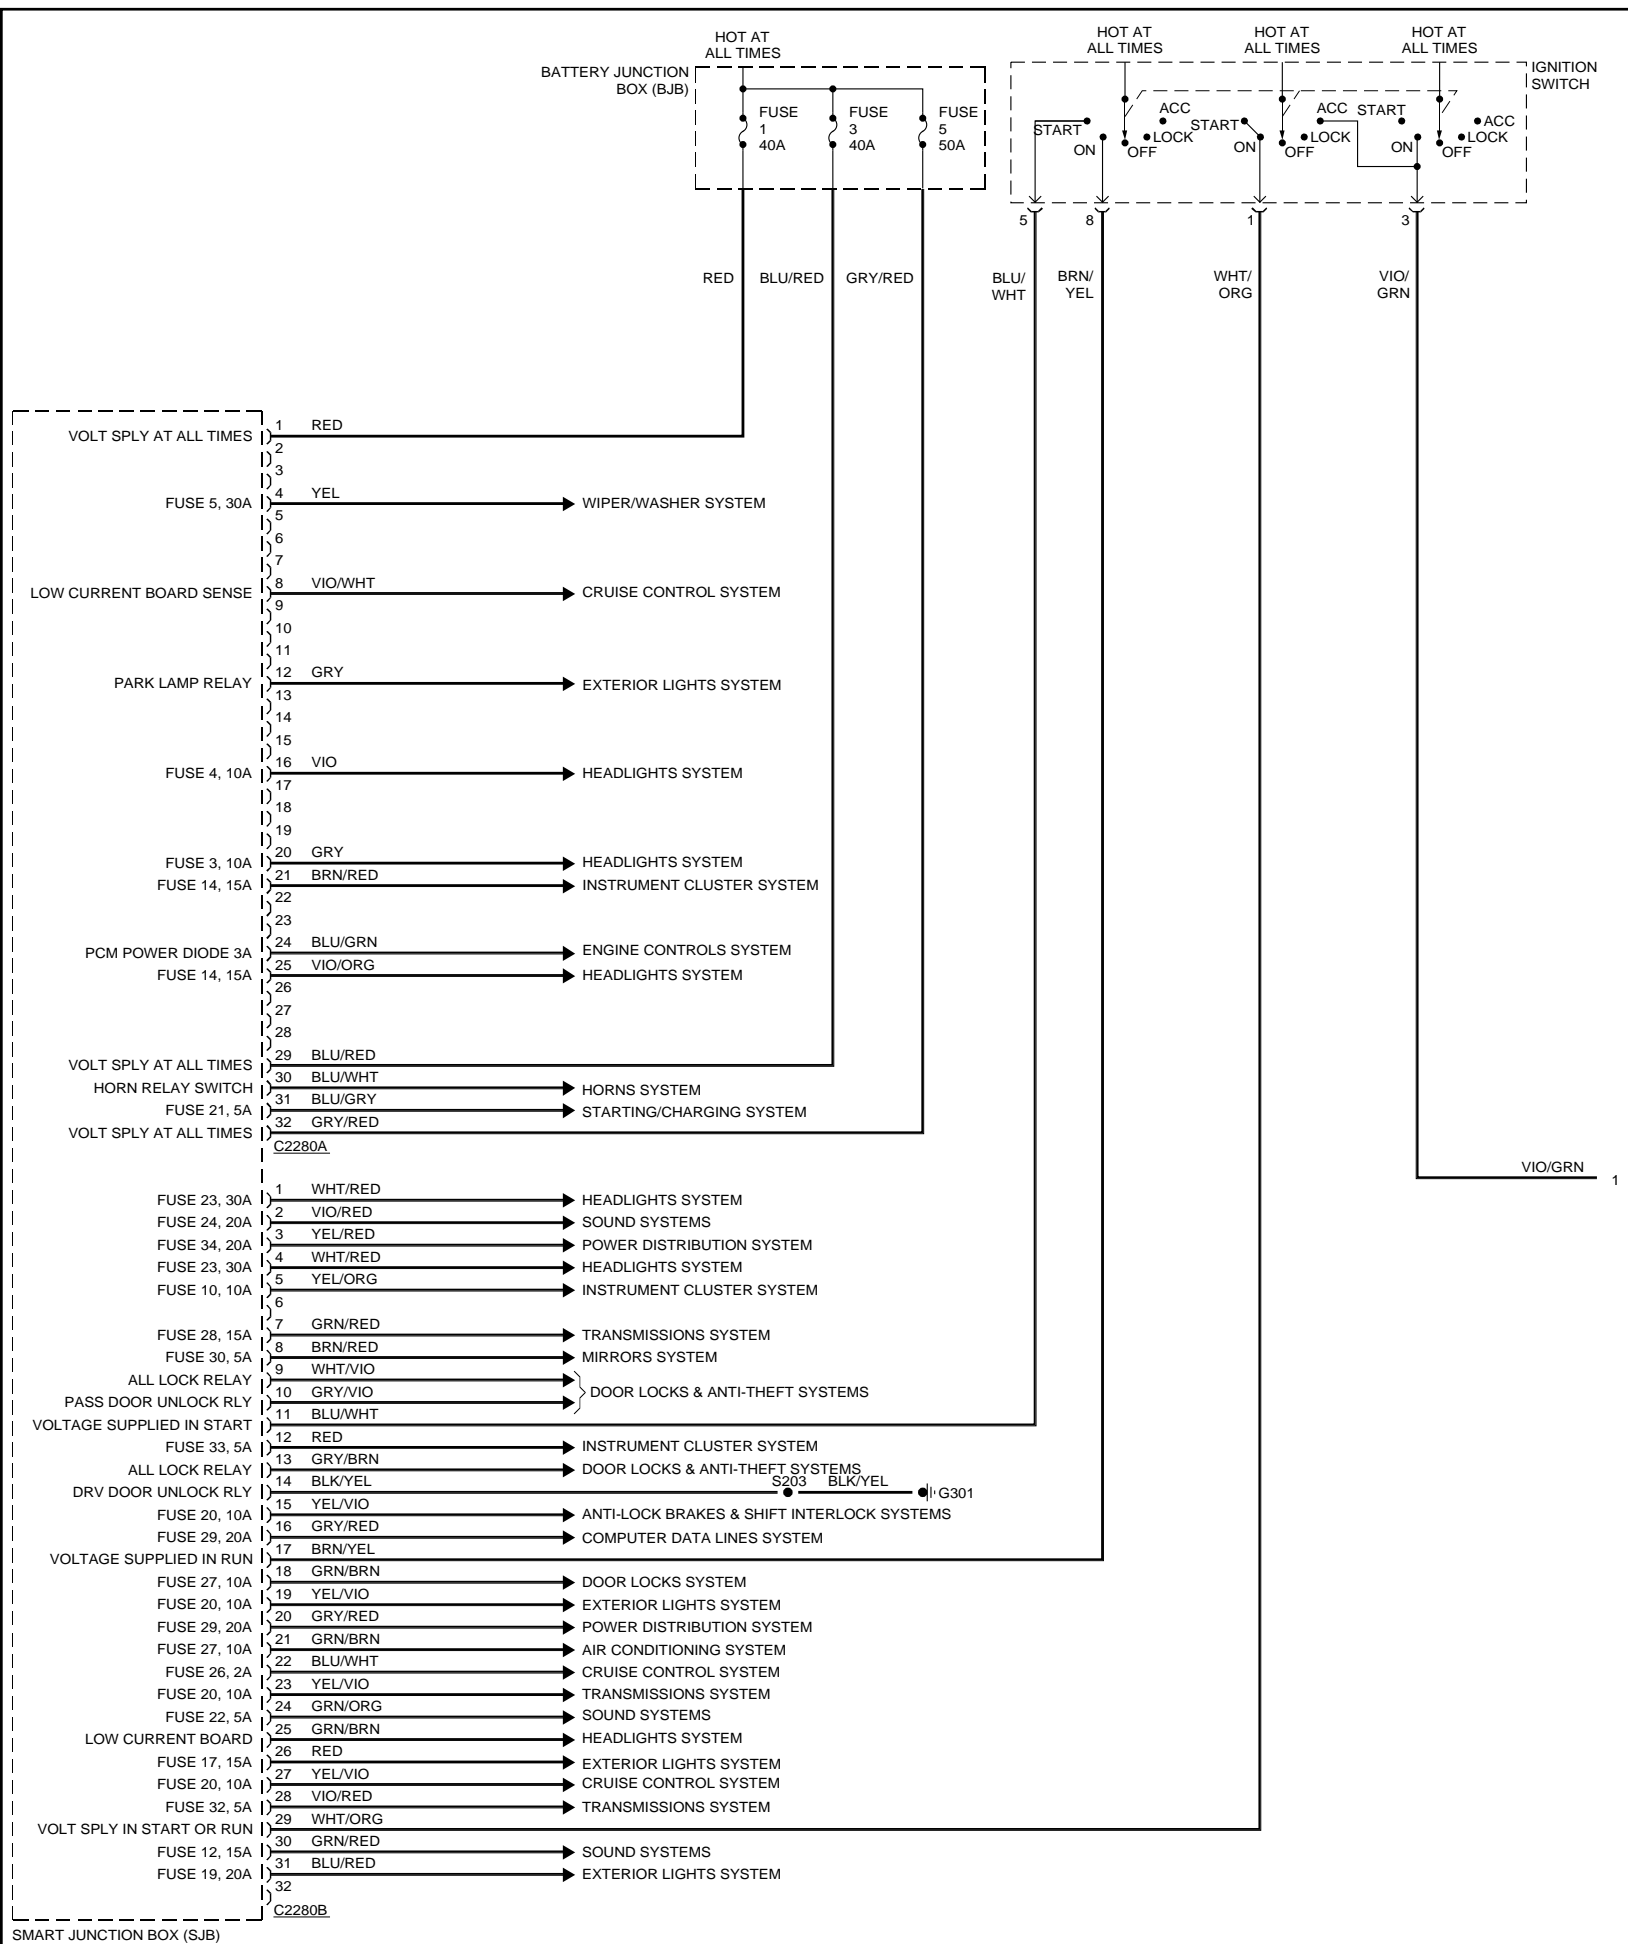 HOT AT
ALL TIMES
BATTERY JUNCTION
BOX (BJB)
FUSE
1
40A
FUSE
3
40A
FUSE
5
50A
HOT AT
ALL TIMES
HOT AT
ALL TIMES
HOT AT
ALL TIMES
IGNITION
SWITCH
START
ON
OFF
LOCK
ACC
START
ON
OFF
LOCK
ACC
START
ON
OFF
LOCK
ACC
5
8
1
3
RED
BLU/RED
GRY/RED
BLU/
WHT
BRN/
YEL
WHT/
ORG
VIO/
GRN
VOLT SPLY AT ALL TIMES 1 RED
2
3
FUSE 5, 30A 4 YEL WIPER/WASHER SYSTEM
5
6
7
LOW CURRENT BOARD SENSE 8 VIO/WHT CRUISE CONTROL SYSTEM
9
10
11
PARK LAMP RELAY 12 GRY EXTERIOR LIGHTS SYSTEM
13
14
15
FUSE 4, 10A 16 VIO HEADLIGHTS SYSTEM
17
18
19
FUSE 3, 10A 20 GRY HEADLIGHTS SYSTEM
FUSE 14, 15A 21 BRN/RED INSTRUMENT CLUSTER SYSTEM
22
23
PCM POWER DIODE 3A 24 BLU/GRN ENGINE CONTROLS SYSTEM
FUSE 14, 15A 25 VIO/ORG HEADLIGHTS SYSTEM
26
27
28
VOLT SPLY AT ALL TIMES 29 BLU/RED
HORN RELAY SWITCH 30 BLU/WHT HORNS SYSTEM
FUSE 21, 5A 31 BLU/GRY STARTING/CHARGING SYSTEM
VOLT SPLY AT ALL TIMES 32 GRY/RED
C2280A
VIO/GRN 1
FUSE 23, 30A 1 WHT/RED HEADLIGHTS SYSTEM
FUSE 24, 20A 2 VIO/RED SOUND SYSTEMS
FUSE 34, 20A 3 YEL/RED POWER DISTRIBUTION SYSTEM
FUSE 23, 30A 4 WHT/RED HEADLIGHTS SYSTEM
FUSE 10, 10A 5 YEL/ORG INSTRUMENT CLUSTER SYSTEM
6
FUSE 28, 15A 7 GRN/RED TRANSMISSIONS SYSTEM
FUSE 30, 5A 8 BRN/RED MIRRORS SYSTEM
ALL LOCK RELAY 9 WHT/VIO
PASS DOOR UNLOCK RLY 10 GRY/VIO DOOR LOCKS & ANTI-THEFT SYSTEMS
VOLTAGE SUPPLIED IN START 11 BLU/WHT
FUSE 33, 5A 12 RED INSTRUMENT CLUSTER SYSTEM
ALL LOCK RELAY 13 GRY/BRN DOOR LOCKS & ANTI-THEFT SYSTEMS
DRV DOOR UNLOCK RLY 14 BLK/YEL S203 BLK/YEL G301
FUSE 20, 10A 15 YEL/VIO ANTI-LOCK BRAKES & SHIFT INTERLOCK SYSTEMS
FUSE 29, 20A 16 GRY/RED COMPUTER DATA LINES SYSTEM
VOLTAGE SUPPLIED IN RUN 17 BRN/YEL
FUSE 27, 10A 18 GRN/BRN DOOR LOCKS SYSTEM
FUSE 20, 10A 19 YEL/VIO EXTERIOR LIGHTS SYSTEM
FUSE 29, 20A 20 GRY/RED POWER DISTRIBUTION SYSTEM
FUSE 27, 10A 21 GRN/BRN AIR CONDITIONING SYSTEM
FUSE 26, 2A 22 BLU/WHT CRUISE CONTROL SYSTEM
FUSE 20, 10A 23 YEL/VIO TRANSMISSIONS SYSTEM
FUSE 22, 5A 24 GRN/ORG SOUND SYSTEMS
LOW CURRENT BOARD 25 GRN/BRN HEADLIGHTS SYSTEM
FUSE 17, 15A 26 RED EXTERIOR LIGHTS SYSTEM
FUSE 20, 10A 27 YEL/VIO CRUISE CONTROL SYSTEM
FUSE 32, 5A 28 VIO/RED TRANSMISSIONS SYSTEM
VOLT SPLY IN START OR RUN 29 WHT/ORG
FUSE 12, 15A 30 GRN/RED SOUND SYSTEMS
FUSE 19, 20A 31 BLU/RED EXTERIOR LIGHTS SYSTEM
32
C2280B
SMART JUNCTION BOX (SJB)